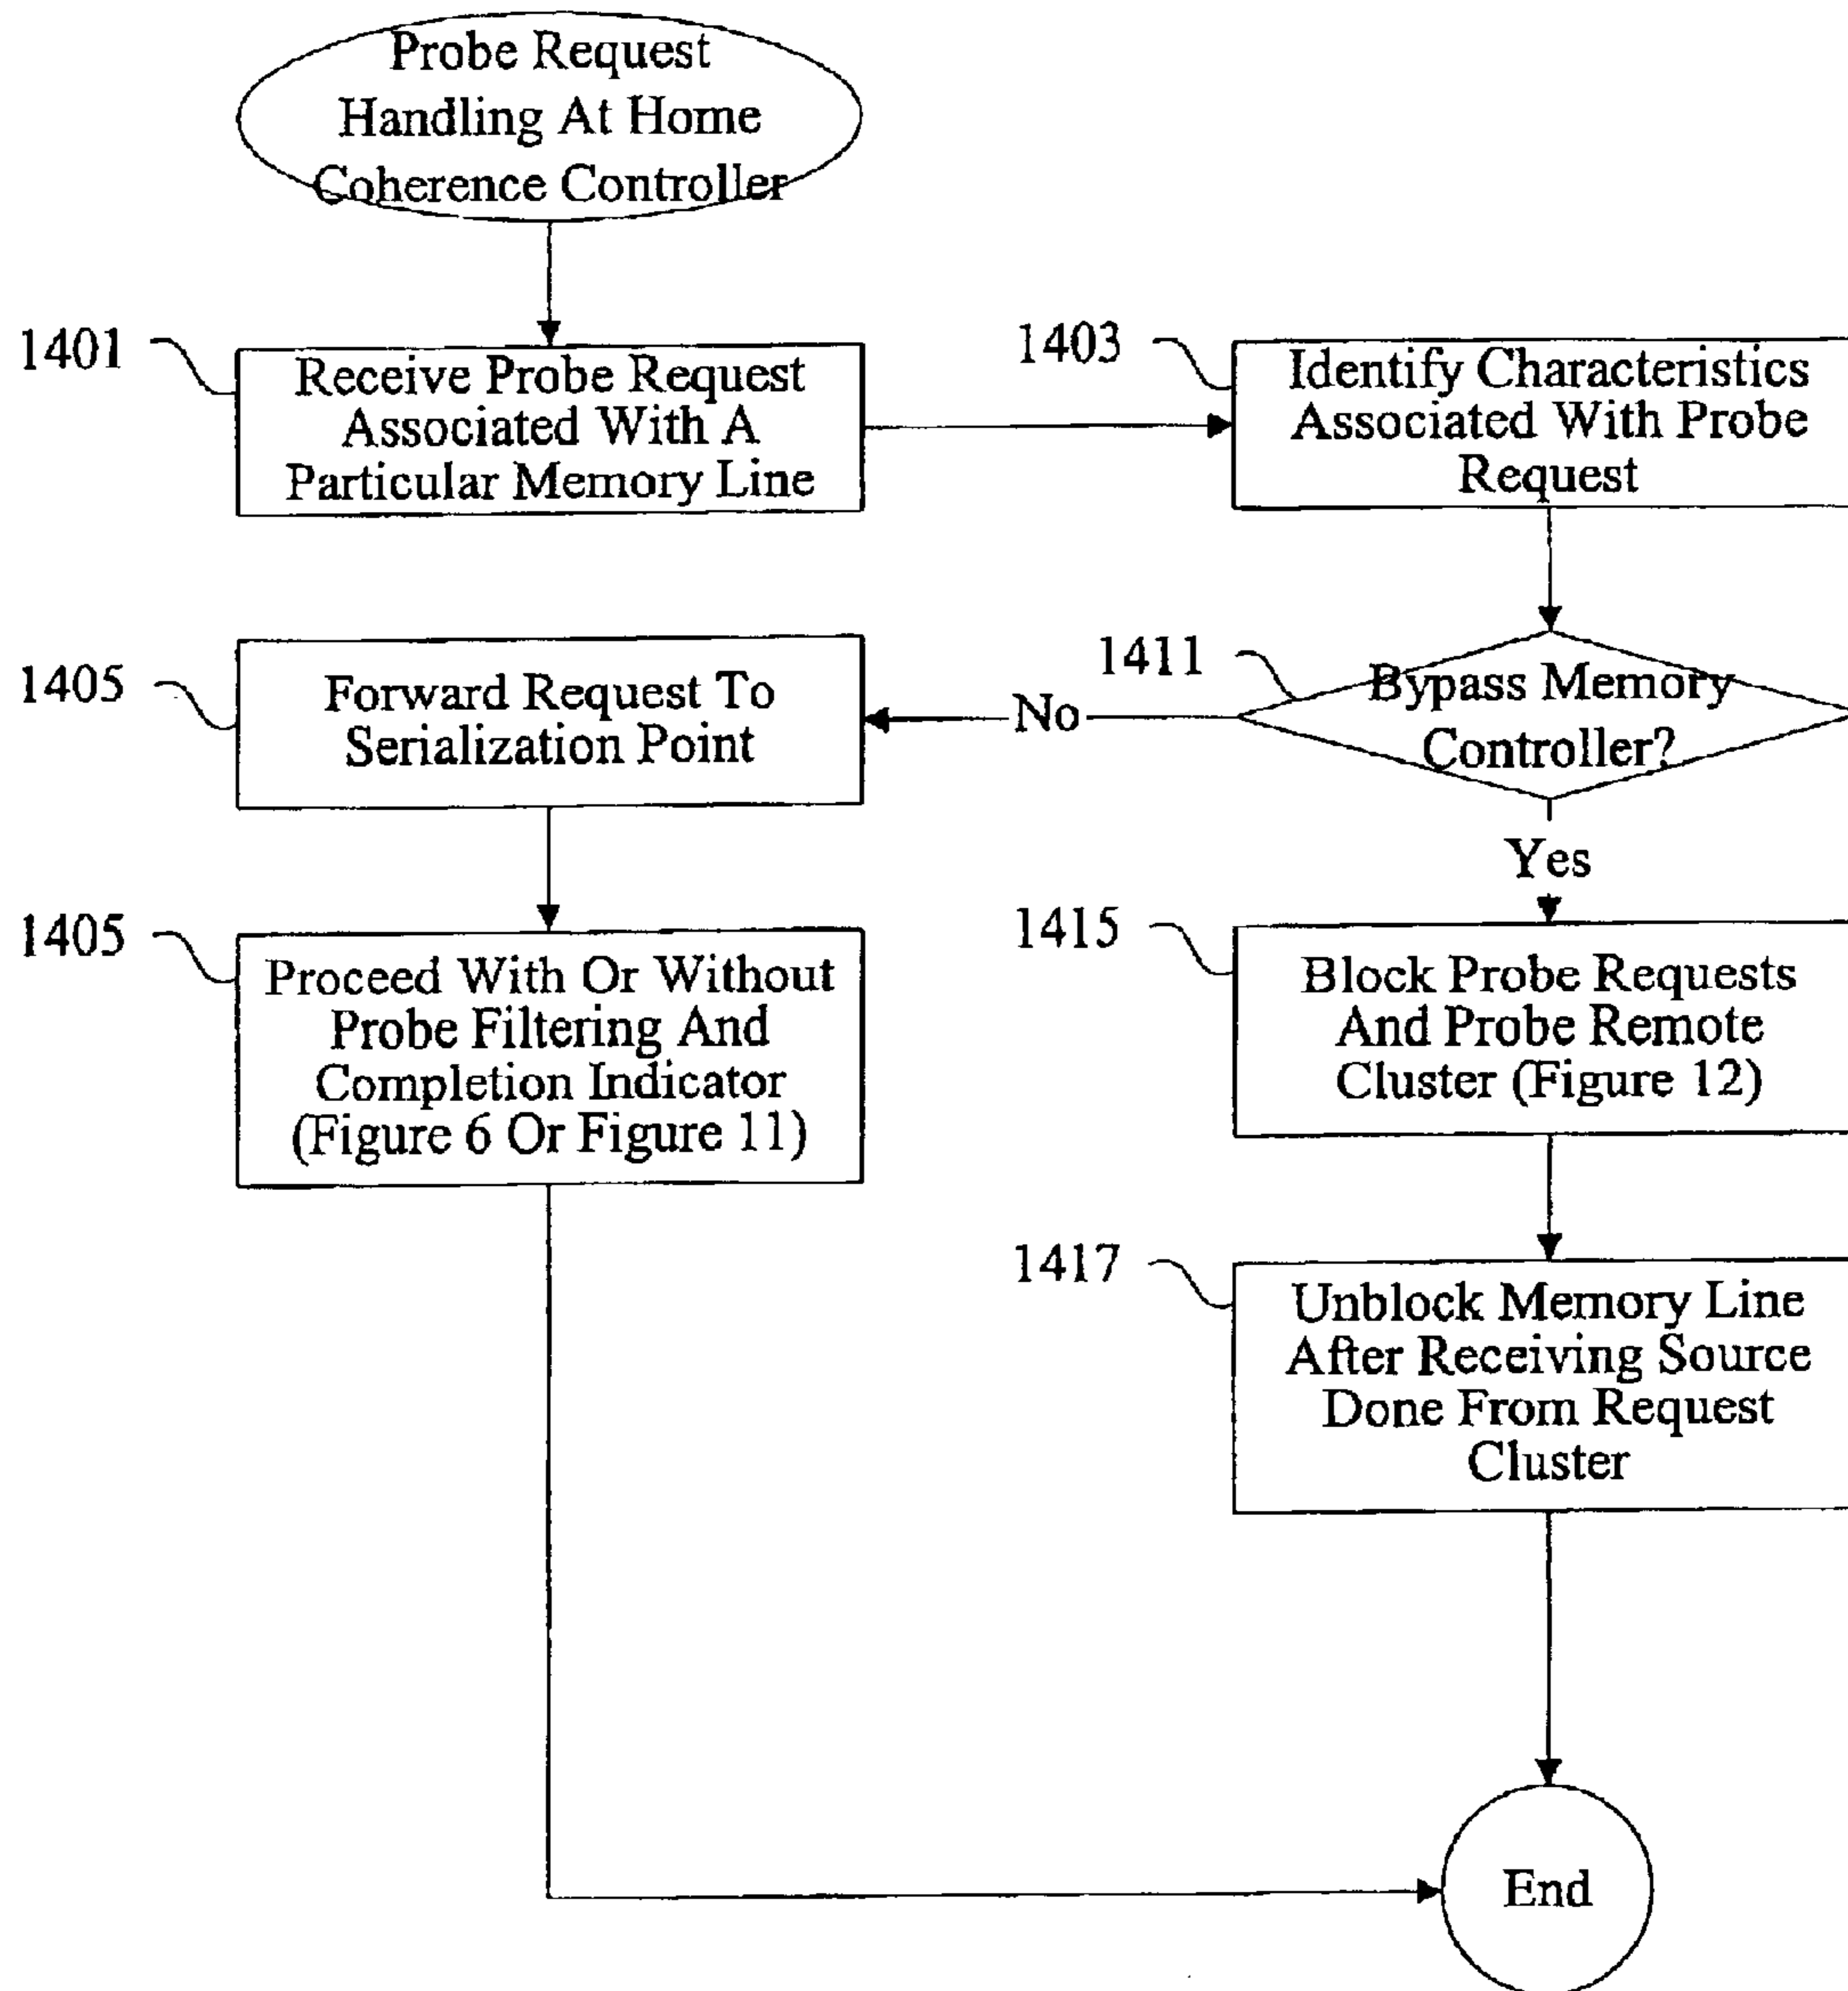 Probe Request
Handling At Home
Coherence Controller
1401
Receive Probe Request
Associated With A
Particular Memory Line
1403
Identify Characteristics
Associated With Probe
Request
1411
Bypass Memory
Controller?
No
1405
Forward Request To
Serialization Point
Yes
1405
Proceed With Or Without
Probe Filtering And
Completion Indicator
(Figure 6 Or Figure 11)
1415
Block Probe Requests
And Probe Remote
Cluster (Figure 12)
1417
Unblock Memory Line
After Receiving Source
Done From Request
Cluster
End